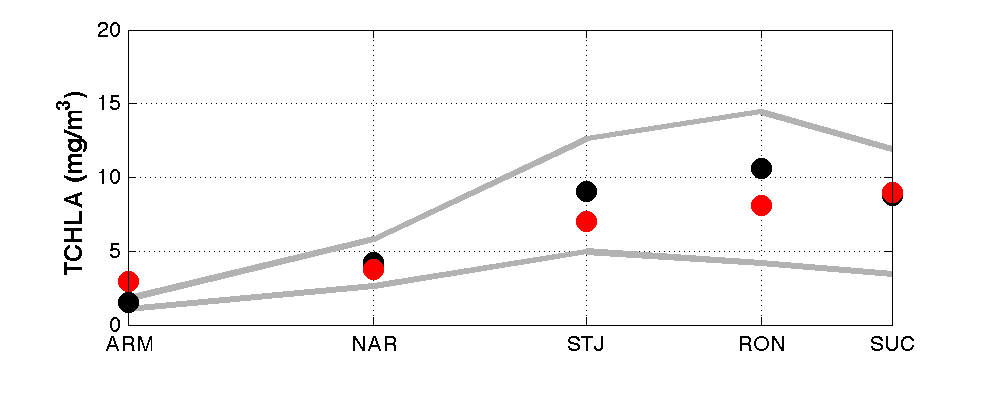 20
15
10
5
0
TCHLA (mg/m³)
ARM NAR STJ RON SUC